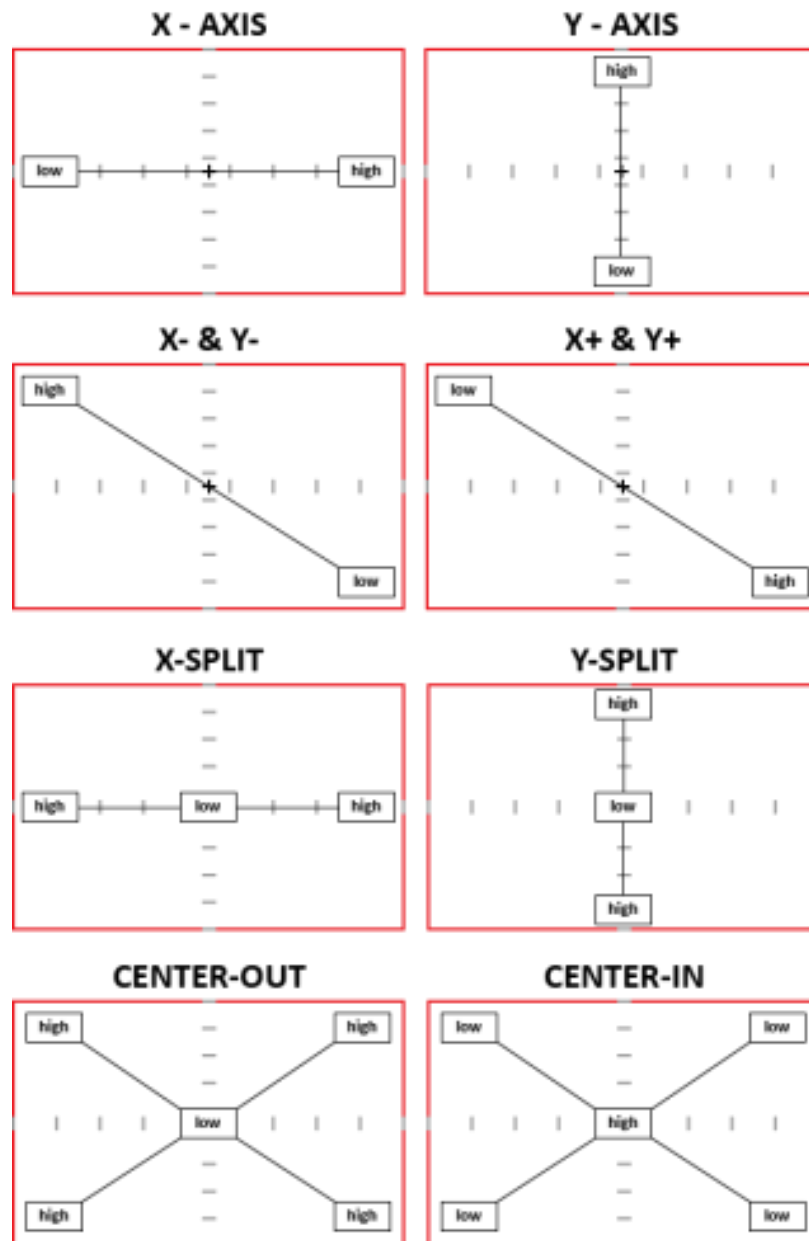 X - AXIS
Y - AXIS
high
low
high
low
X- & Y-
X+ & Y+
high
low
low
high
X-SPLIT
Y-SPLIT
high
high
low
high
low
high
CENTER-OUT
CENTER-IN
high
high
low
low
low
high
high
high
low
low